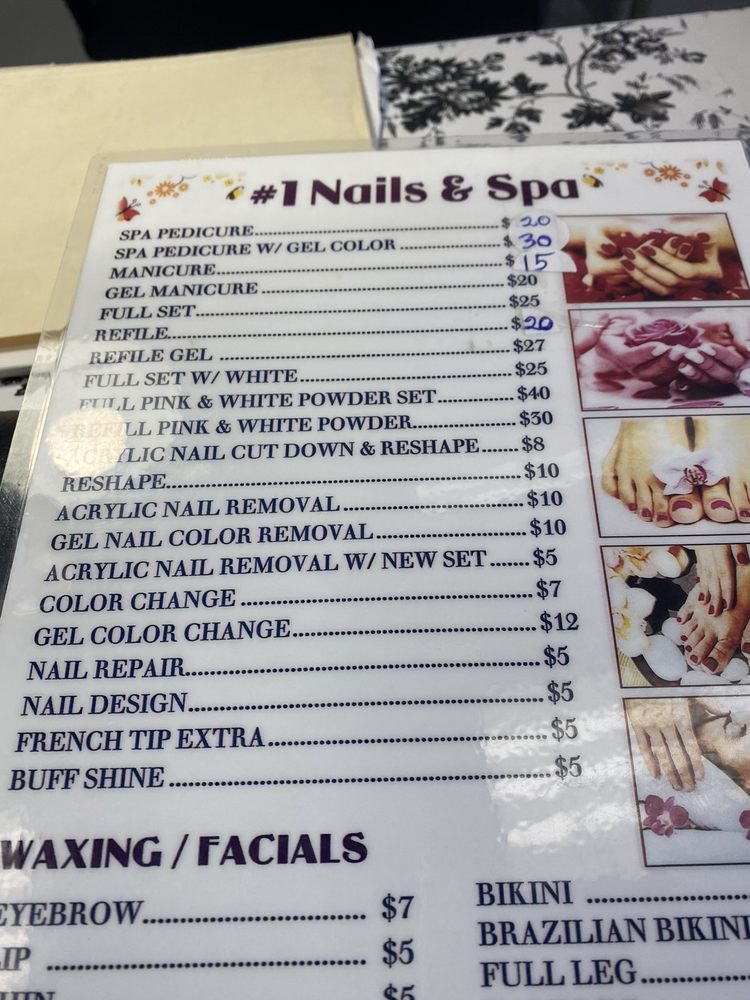 #1 Nails & Spa
SPA PEDICURE.................$ 20
SPA PEDICURE W/ GEL COLOR .................$ 30
MANICURE.................$ 15
GEL MANICURE .................$20
FULL SET.................$25
REFILE.................$20
REFILE GEL .................$27
FULL SET W/ WHITE.................$25
FULL PINK & WHITE POWDER SET.................$40
REFILL PINK & WHITE POWDER.................$30
ACRYLIC NAIL CUT DOWN & RESHAPE.......$8
RESHAPE.................$10
ACRYLIC NAIL REMOVAL .................$10
GEL NAIL COLOR REMOVAL.................$10
ACRYLIC NAIL REMOVAL W/ NEW SET.......$5
COLOR CHANGE .................$7
GEL COLOR CHANGE.................$12
NAIL REPAIR.................$5
NAIL DESIGN.................$5
FRENCH TIP EXTRA.................$5
BUFF SHINE .................$5
WAXING / FACIALS
EYEBROW................. $7
LIP ................. $5
$5
BIKINI .................
BRAZILIAN BIKINI
FULL LEG.................